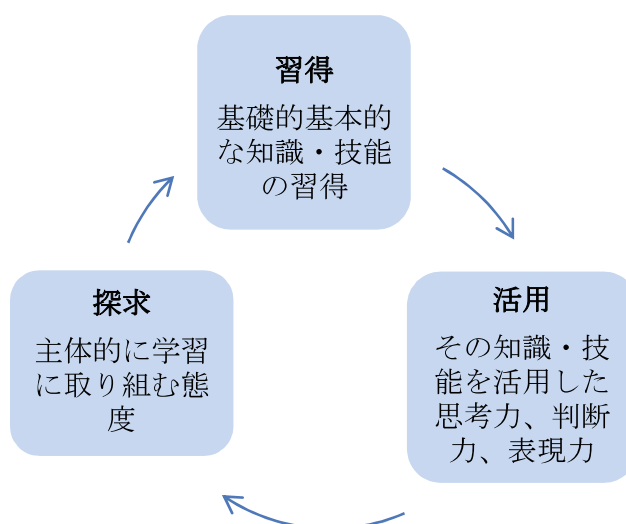 習得
基礎的基本的
な知識・技能
の習得
活用
その知識・技
能を活用した
思考力、判断
力、表現力
探求
主体的に学習
に取り組む態
度